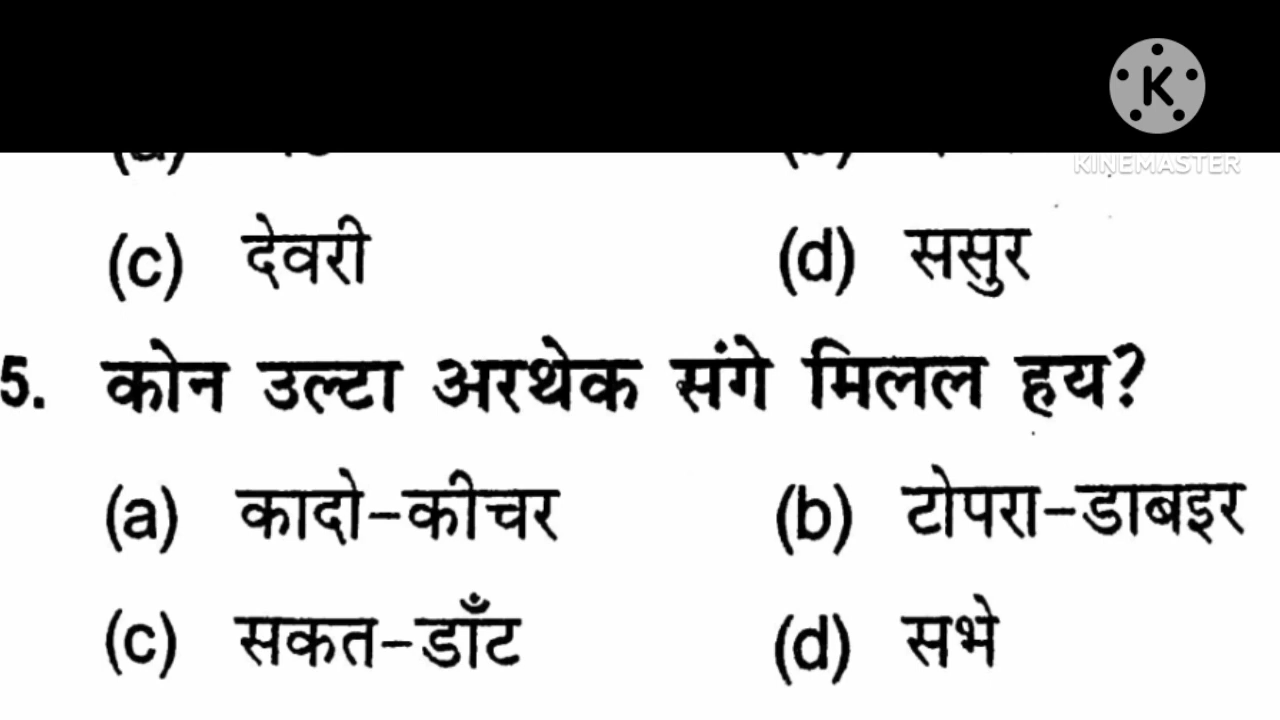 K
KINEMASTER
(c) देवरी (d) ससुर
5. कोन उल्टा अरथेक संगे मिलल हय?
(a) कादो-कीचर (b) टोपरा-डाबइर
(c) सकत-डाँट (d) सभे